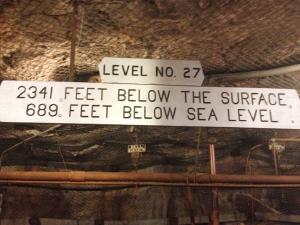 LEVEL NO. 27
2341 FEET BELOW THE SURFACE
689 FEET BELOW SEA LEVEL